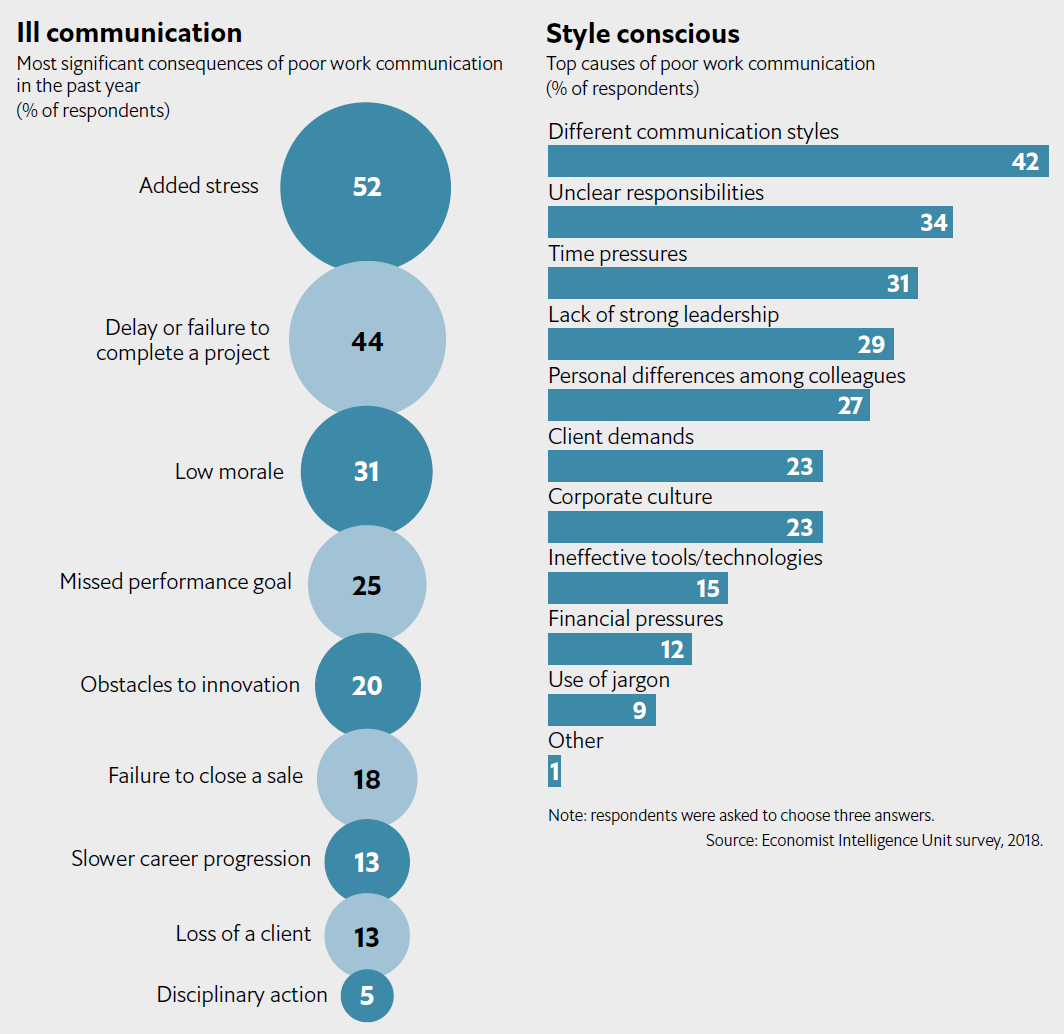 Ill communication
Most significant consequences of poor work communication
in the past year
(% of respondents)
Added stress
52
Delay or failure to
complete a project
44
Low morale
31
Missed performance goal
25
Obstacles to innovation
20
Failure to close a sale
18
Slower career progression
13
Loss of a client
13
Disciplinary action
5
Style conscious
Top causes of poor work communication
(% of respondents)
Different communication styles
42
Unclear responsibilities
34
Time pressures
31
Lack of strong leadership
29
Personal differences among colleagues
27
Client demands
23
Corporate culture
23
Ineffective tools/technologies
15
Financial pressures
12
Use of jargon
9
Other
1
Note: respondents were asked to choose three answers.
Source: Economist Intelligence Unit survey, 2018.